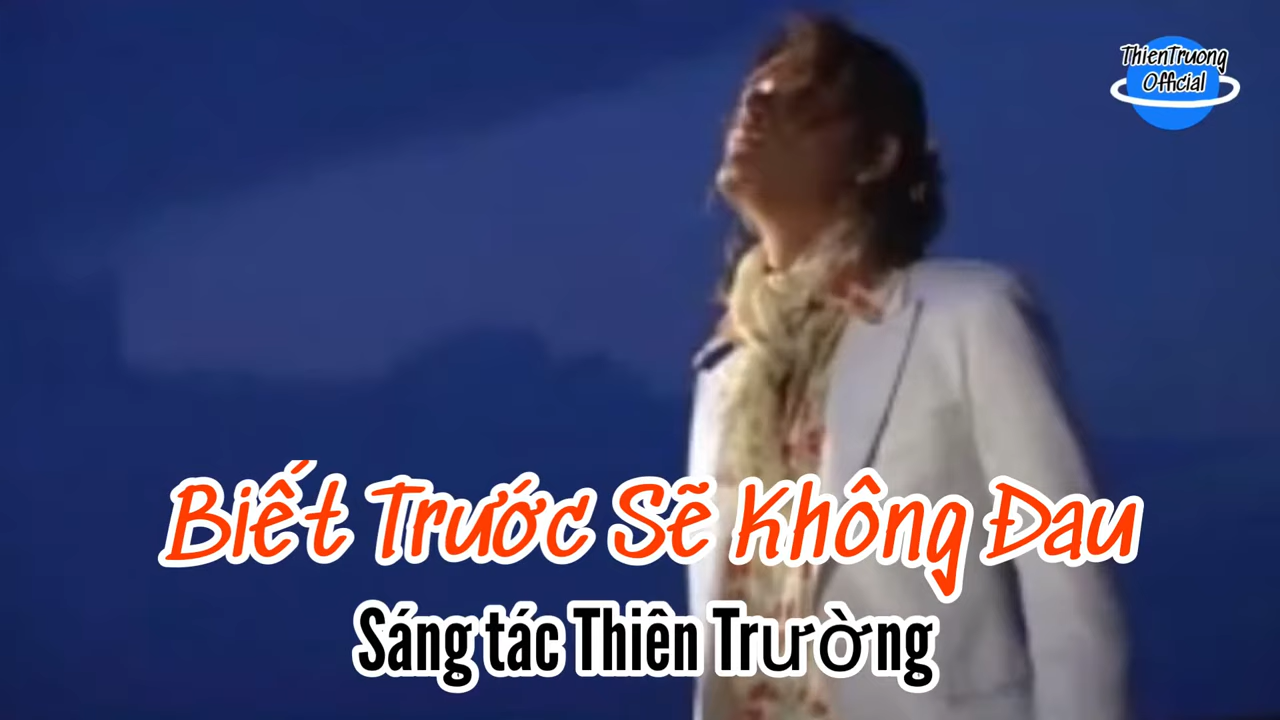 ThienTruong
Official
Biết Trước Sẽ Không Đau
Sáng tác Thiên Trường